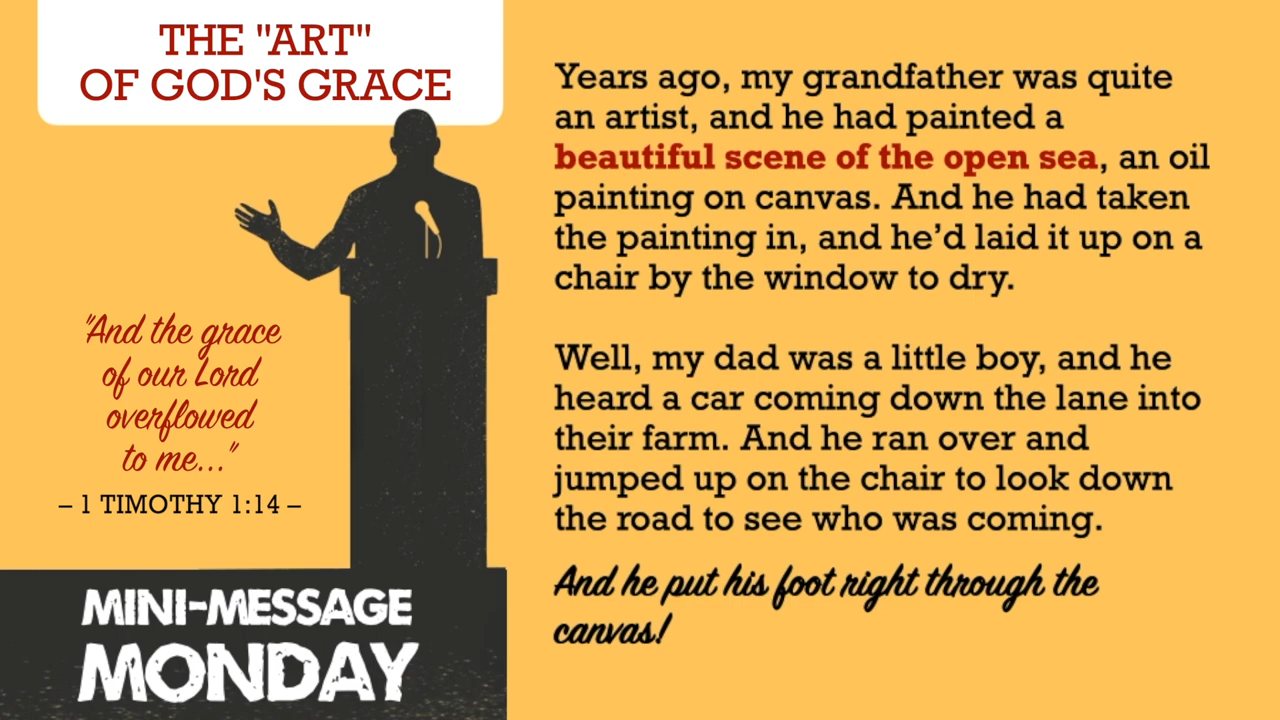 THE "ART"
OF GOD'S GRACE
"And the grace
of our Lord
overflowed
to me..."
– 1 TIMOTHY 1:14 –
MINI-MESSAGE
MONDAY
Years ago, my grandfather was quite
an artist, and he had painted a
beautiful scene of the open sea, an oil
painting on canvas. And he had taken
the painting in, and he’d laid it up on a
chair by the window to dry.
Well, my dad was a little boy, and he
heard a car coming down the lane into
their farm. And he ran over and
jumped up on the chair to look down
the road to see who was coming.
And he put his foot right through the
canvas!